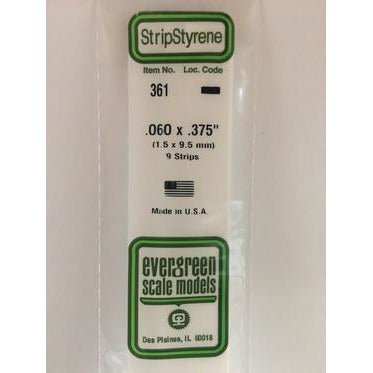 StripStyrene
Item No. Loc. Code
361
.060 x .375"
(1.5 x 9.5 mm)
9 Strips
Made in U.S.A.
evergreen
scale models
Des Plaines, IL 60018